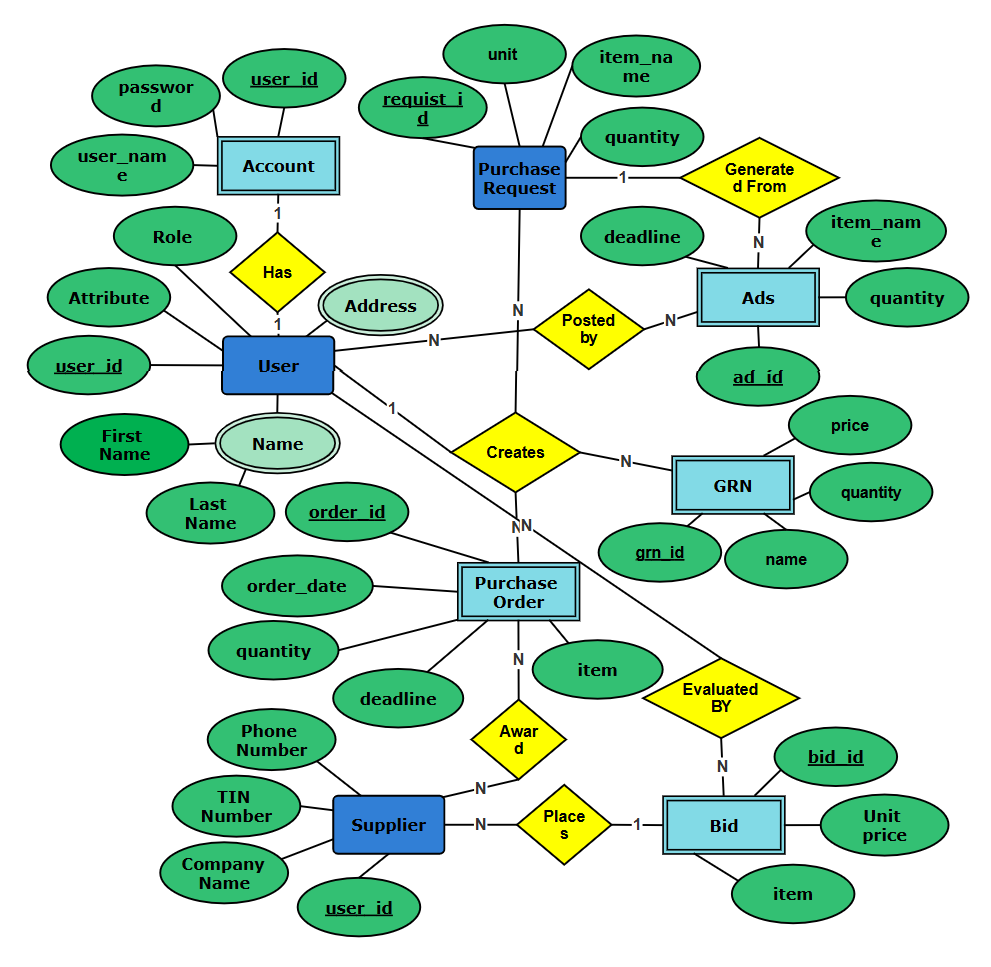 unit
item_na
me
passwor
d
user_id
requist_i
d
quantity
user_nam
e
Account
Purchase
Request
1
Generate
d From
1
Role
deadline
item_nam
e
N
Has
Attribute
Address
Ads
quantity
N
Posted
by
N
1
N
User
user_id
ad_id
1
First
Name
Name
Creates
price
N
GRN
quantity
Last
Name
order_id
NN
grn_id
name
order_date
Purchase
Order
quantity
N
item
deadline
Evaluated
BY
Phone
Number
Awar
d
bid_id
N
N
TIN
Number
Supplier
N
Place
s
1
Bid
Unit
price
Company
Name
user_id
item